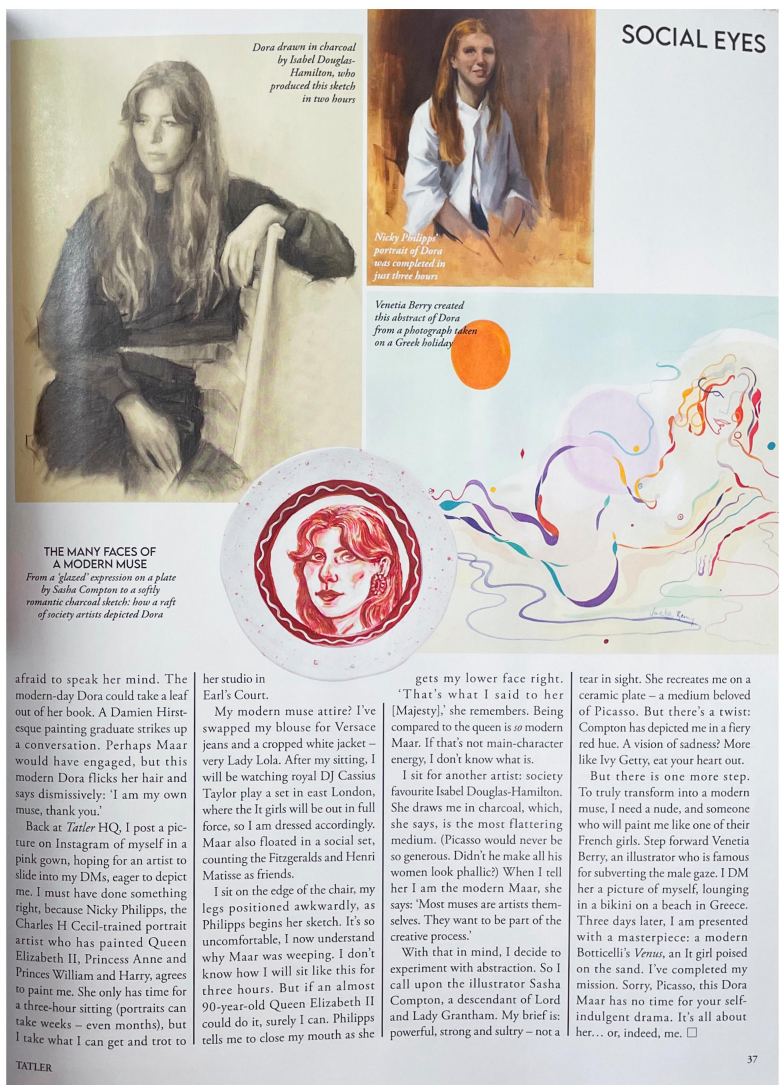 SOCIAL EYES
Dora drawn in charcoal
by Isabel Douglas-
Hamilton, who
produced this sketch
in two hours
Nicky Philipps'
portrait of Dora
was completed in
just three hours
Venetia Berry created
this abstract of Dora
from a photograph taken
on a Greek holiday
THE MANY FACES OF
A MODERN MUSE
From a 'glazed' expression on a plate
by Sasha Compton to a softly
romantic charcoal sketch: how a raft
of society artists depicted Dora
afraid to speak her mind. The
modern-day Dora could take a leaf
out of her book. A Damien Hirst-
esque painting graduate strikes up
a conversation. Perhaps Maar
would have engaged, but this
modern Dora flicks her hair and
says dismissively: 'I am my own
muse, thank you.'
Back at Tatler HQ, I post a pic-
ture on Instagram of myself in a
pink gown, hoping for an artist to
slide into my DMs, eager to depict
me. I must have done something
right, because Nicky Philipps, the
Charles H Cecil-trained portrait
artist who has painted Queen
Elizabeth II, Princess Anne and
Princes William and Harry, agrees
to paint me. She only has time for
a three-hour sitting (portraits can
take weeks – even months), but
I take what I can get and trot to
her studio in
Earl's Court.
My modern muse attire? I've
swapped my blouse for Versace
jeans and a cropped white jacket –
very Lady Lola. After my sitting, I
will be watching royal DJ Cassius
Taylor play a set in east London,
where the It girls will be out in full
force, so I am dressed accordingly.
Maar also floated in a social set,
counting the Fitzgeralds and Henri
Matisse as friends.
I sit on the edge of the chair, my
legs positioned awkwardly, as
Philipps begins her sketch. It's so
uncomfortable, I now understand
why Maar was weeping. I don't
know how I will sit like this for
three hours. But if an almost
90-year-old Queen Elizabeth II
could do it, surely I can. Philipps
tells me to close my mouth as she
gets my lower face right.
'That's what I said to her
[Majesty],' she remembers. Being
compared to the queen is so modern
Maar. If that's not main-character
energy, I don't know what is.
I sit for another artist: society
favourite Isabel Douglas-Hamilton.
She draws me in charcoal, which,
she says, is the most flattering
medium. (Picasso would never be
so generous. Didn't he make all his
women look phallic?) When I tell
her I am the modern Maar, she
says: 'Most muses are artists them-
selves. They want to be part of the
creative process.'
With that in mind, I decide to
experiment with abstraction. So I
call upon the illustrator Sasha
Compton, a descendant of Lord
and Lady Grantham. My brief is:
powerful, strong and sultry – not a
tear in sight. She recreates me on a
ceramic plate – a medium beloved
of Picasso. But there's a twist:
Compton has depicted me in a fiery
red hue. A vision of sadness? More
like Ivy Getty, eat your heart out.
But there is one more step.
To truly transform into a modern
muse, I need a nude, and someone
who will paint me like one of their
French girls. Step forward Venetia
Berry, an illustrator who is famous
for subverting the male gaze. I DM
her a picture of myself, lounging
in a bikini on a beach in Greece.
Three days later, I am presented
with a masterpiece: a modern
Botticelli's Venus, an It girl poised
on the sand. I've completed my
mission. Sorry, Picasso, this Dora
Maar has no time for your self-
indulgent drama. It's all about
her… or, indeed, me. □
TATLER
37